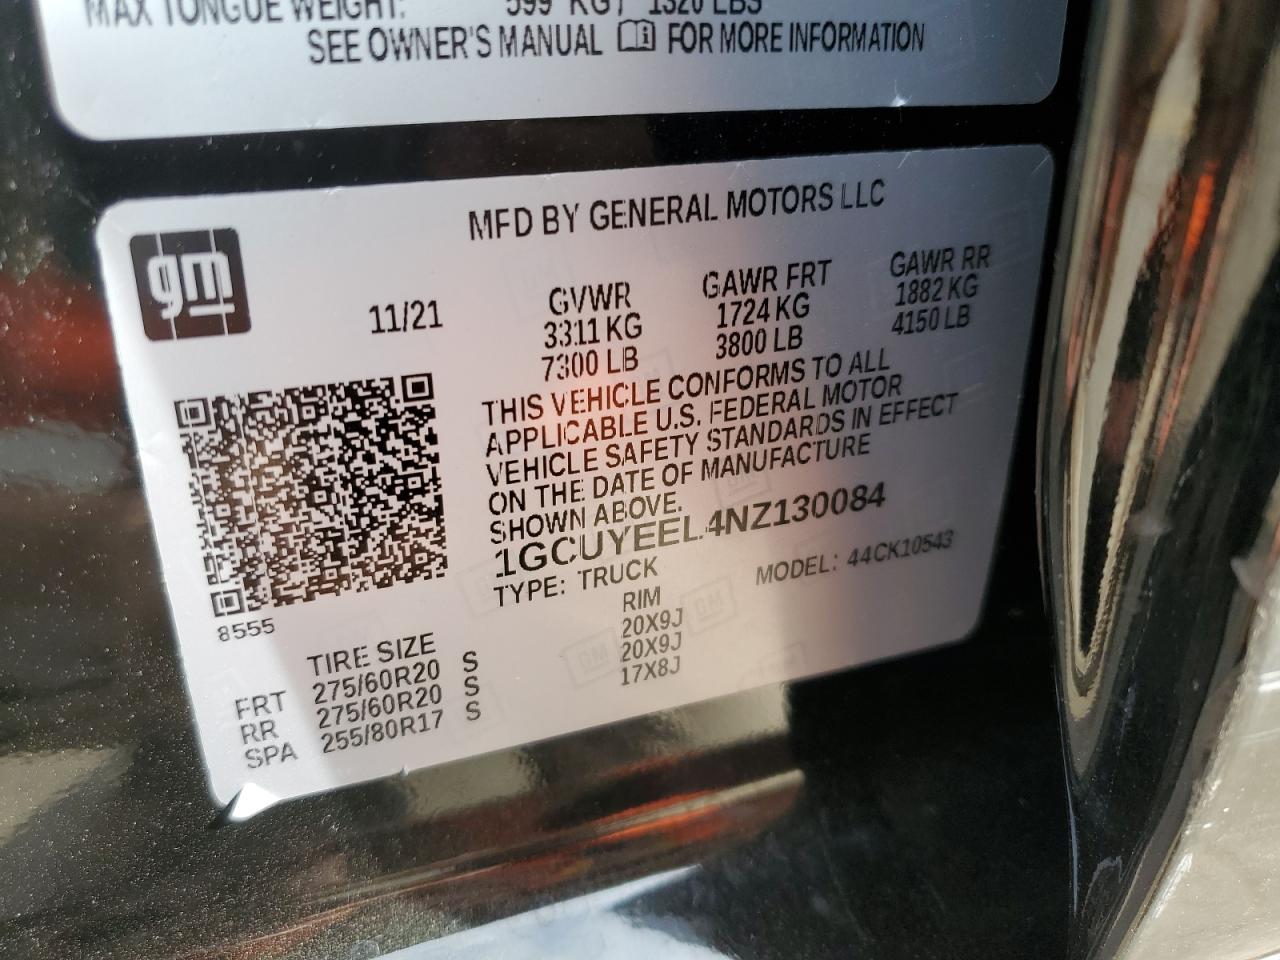 MAX TONGUE WEIGHT: 599 KG / 1320 LBS
SEE OWNER'S MANUAL FOR MORE INFORMATION
gm
MFD BY GENERAL MOTORS LLC
11/21
GVWR
3311 KG
7300 LB
GAWR FRT
1724 KG
3800 LB
GAWR RR
1882 KG
4150 LB
THIS VEHICLE CONFORMS TO ALL
APPLICABLE U.S. FEDERAL MOTOR
VEHICLE SAFETY STANDARDS IN EFFECT
ON THE DATE OF MANUFACTURE
SHOWN ABOVE.
1GCUYEEL4NZ130084
TYPE: TRUCK MODEL: 44CK10543
8555
TIRE SIZE RIM
FRT 275/60R20 S 20X9J
RR 275/60R20 S 20X9J
SPA 255/80R17 S 17X8J